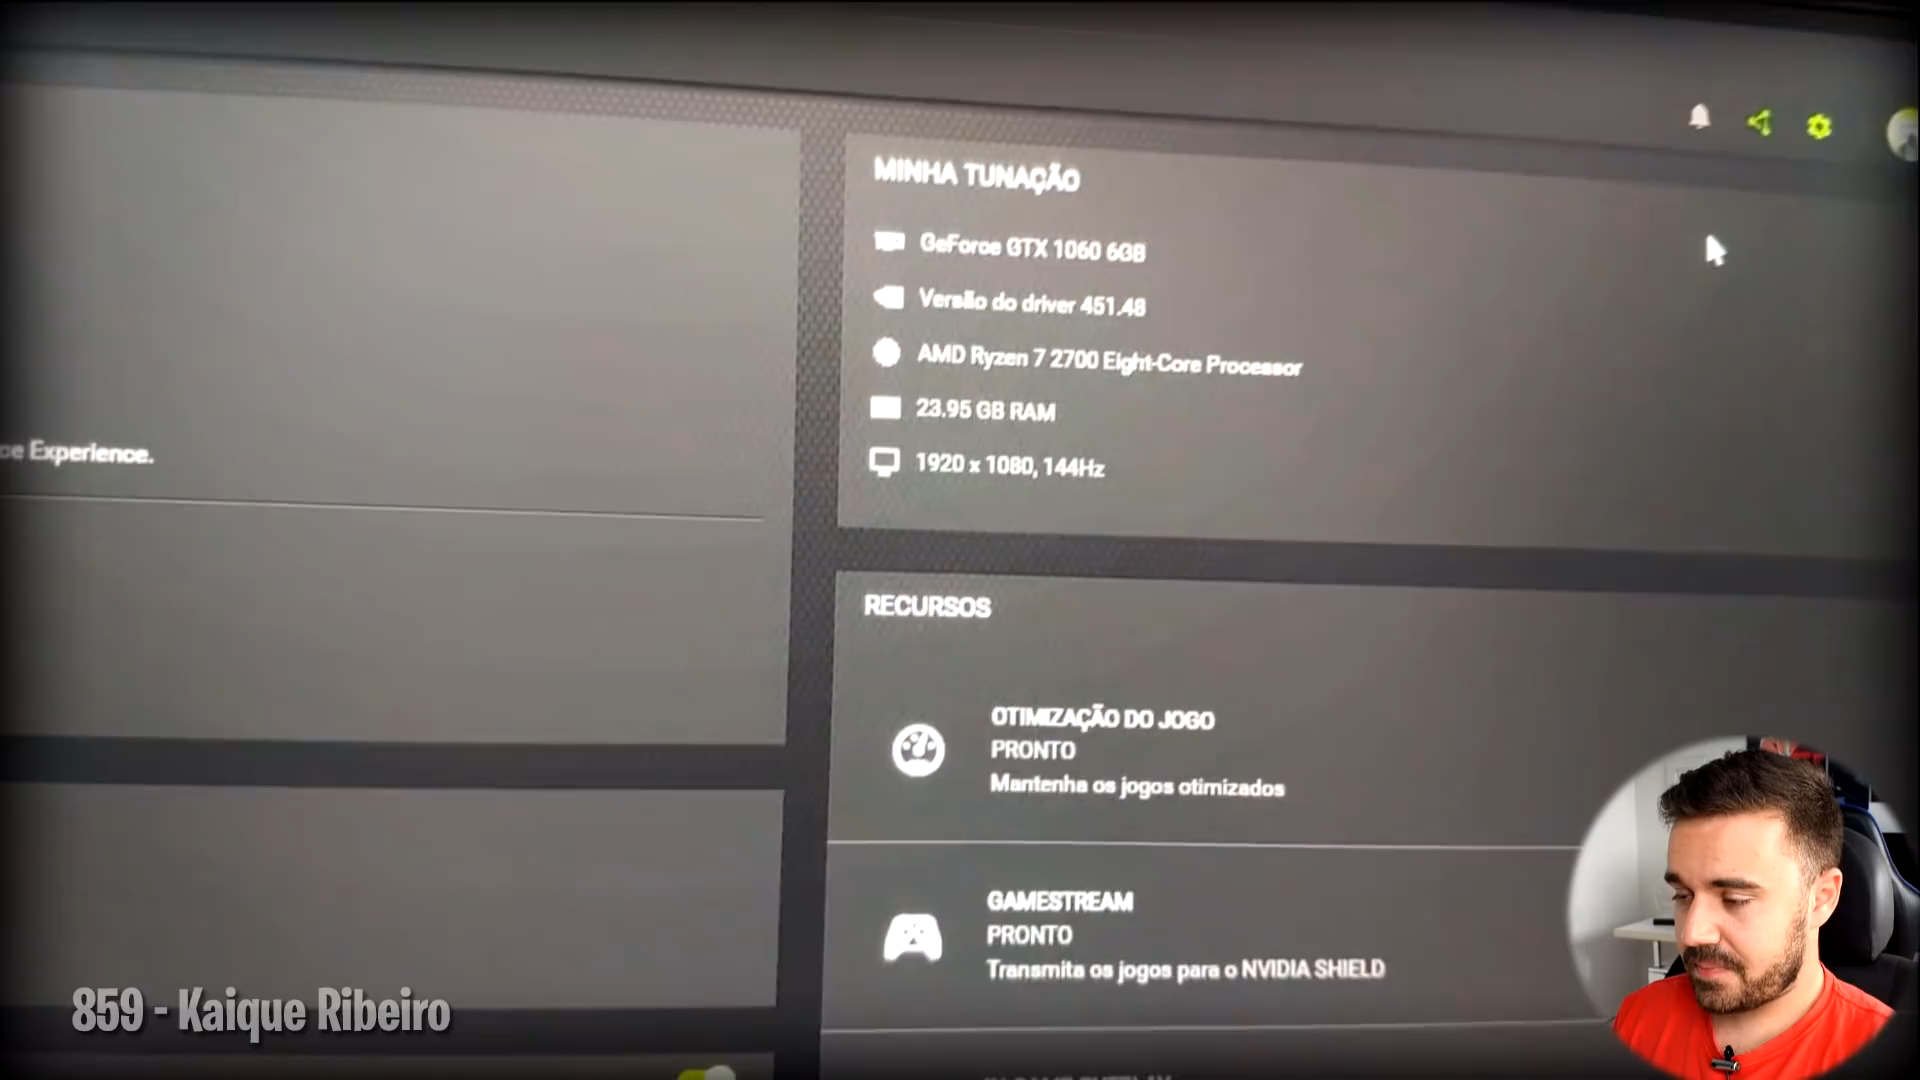 MINHA TUNAÇÃO
GeForce GTX 1060 6GB
Versão do driver 451.48
AMD Ryzen 7 2700 Eight-Core Processor
23.95 GB RAM
1920 x 1080, 144Hz
Experience.
RECURSOS
OTIMIZAÇÃO DO JOGO
PRONTO
Mantenha os jogos otimizados
GAMESTREAM
PRONTO
Transmita os jogos para o NVIDIA SHIELD
859 - Kaique Ribeiro